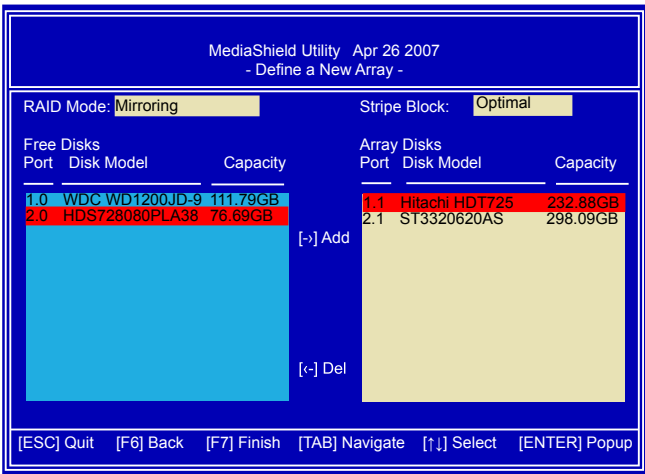 MediaShield Utility Apr 26 2007
- Define a New Array -
RAID Mode: Mirroring
Stripe Block: Optimal
Free Disks
Port Disk Model Capacity
1.0 WDC WD1200JD-9 111.79GB
2.0 HDS728080PLA38 76.69GB
[->] Add
[<-] Del
Array Disks
Port Disk Model Capacity
1.1 Hitachi HDT725 232.88GB
2.1 ST3320620AS 298.09GB
[ESC] Quit [F6] Back [F7] Finish [TAB] Navigate [↑↓] Select [ENTER] Popup